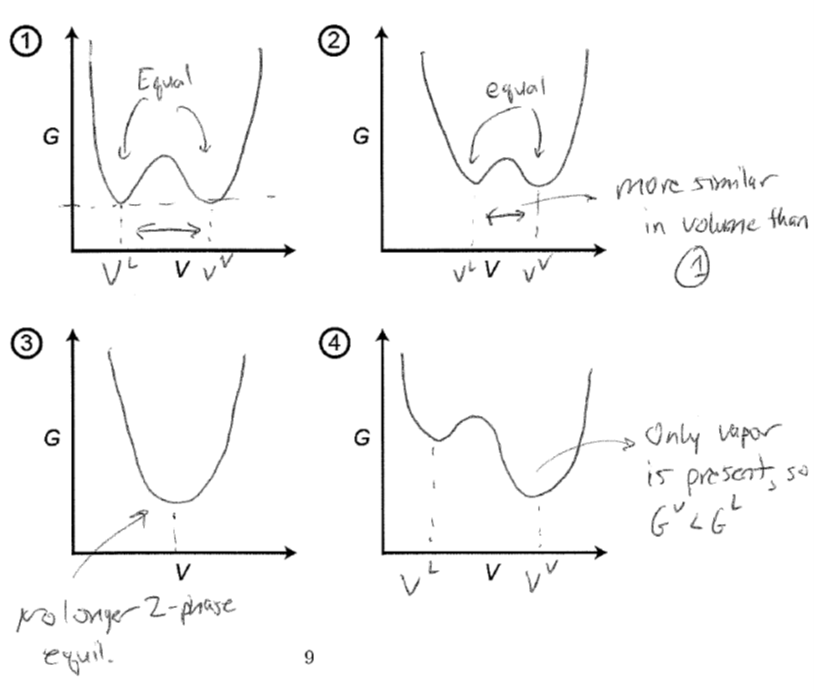 ①
Equal
G
V^L
V
V^V
②
equal
G
V^L
V
V^V
more similar
in volume than
①
③
G
V
No longer 2-phase
equil.
④
G
V^L
V
V^V
Only vapor
is present, so
G^V < G^L
9